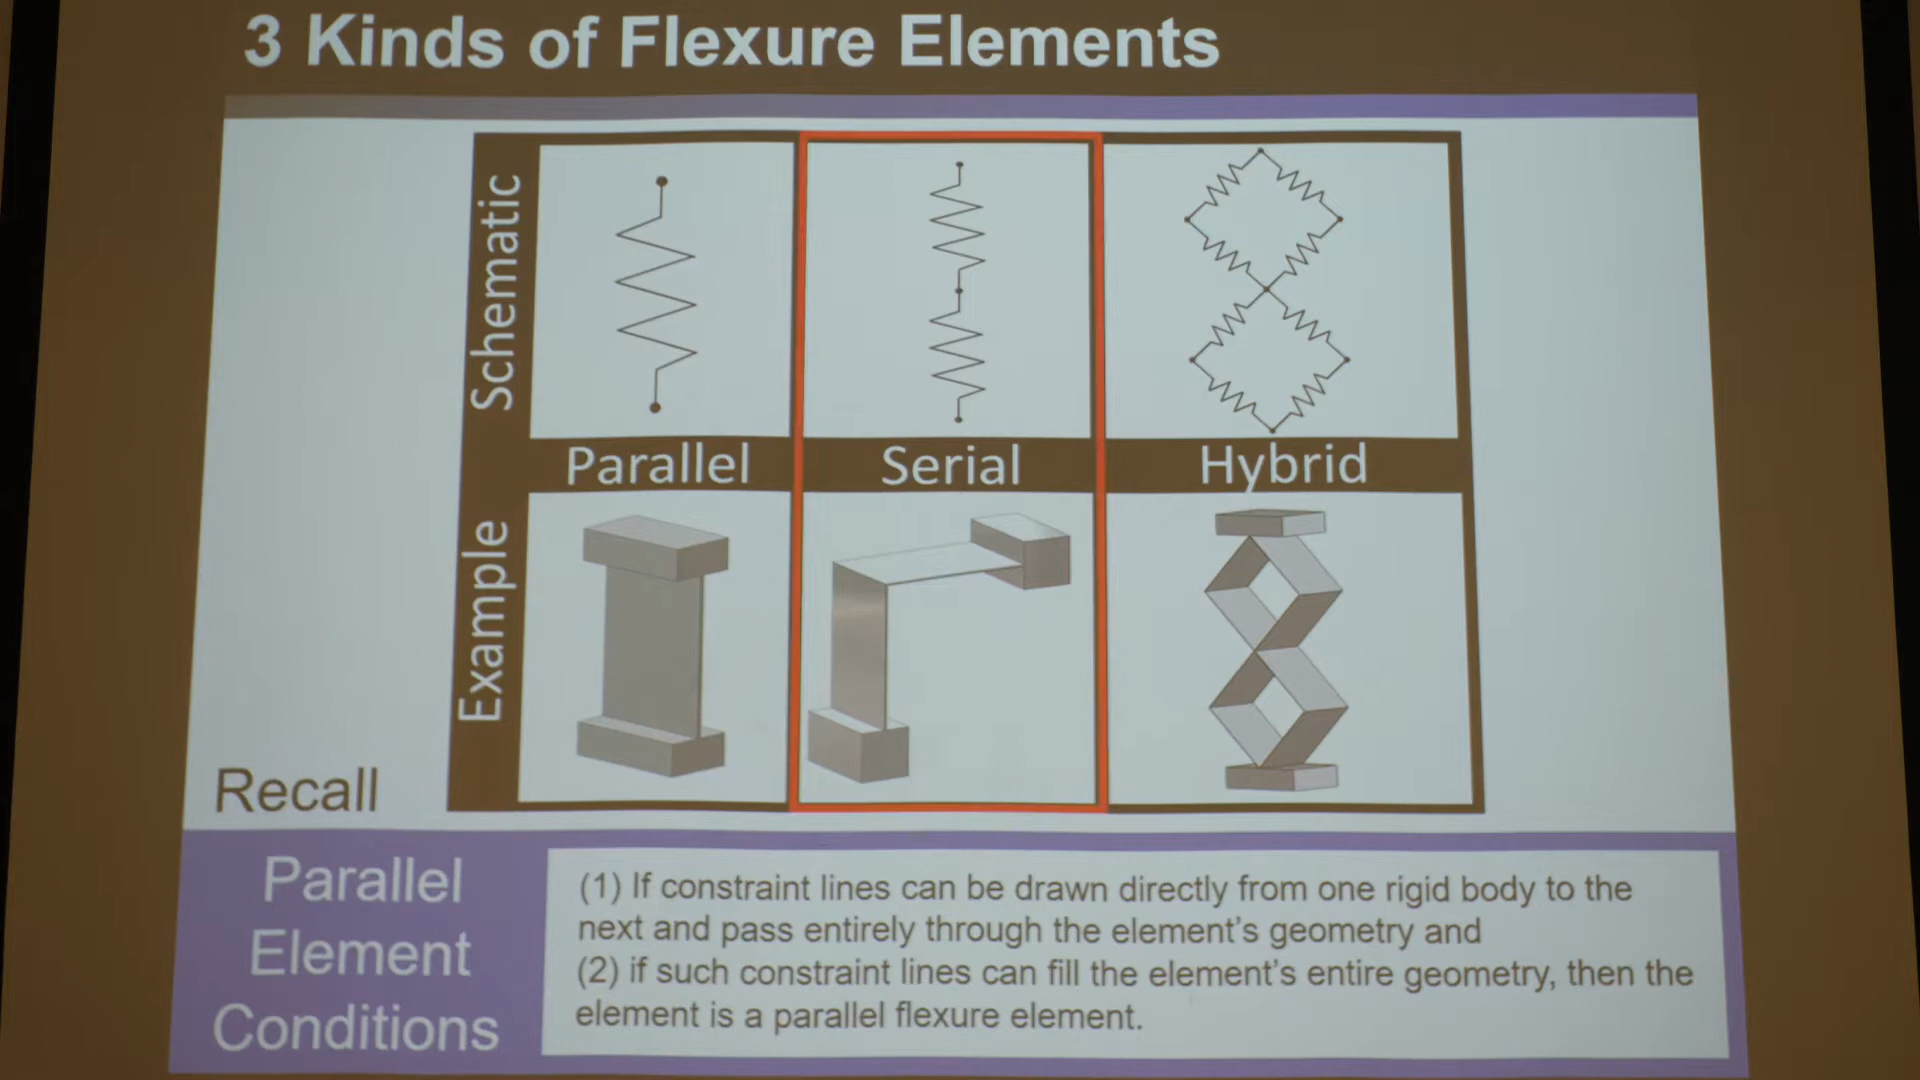 3 Kinds of Flexure Elements
Schematic
Parallel
Serial
Hybrid
Example
Recall
Parallel
Element
Conditions
(1) If constraint lines can be drawn directly from one rigid body to the
next and pass entirely through the element's geometry and
(2) if such constraint lines can fill the element's entire geometry, then the
element is a parallel flexure element.